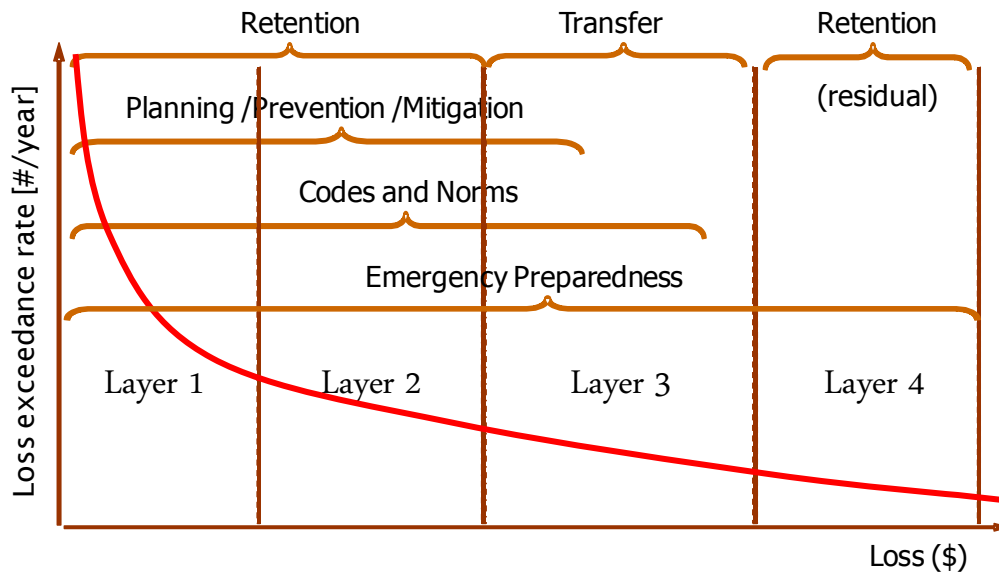 Retention
Transfer
Retention
(residual)
Planning /Prevention /Mitigation
Codes and Norms
Emergency Preparedness
Layer 1
Layer 2
Layer 3
Layer 4
Loss exceedance rate [#/year]
Loss ($)